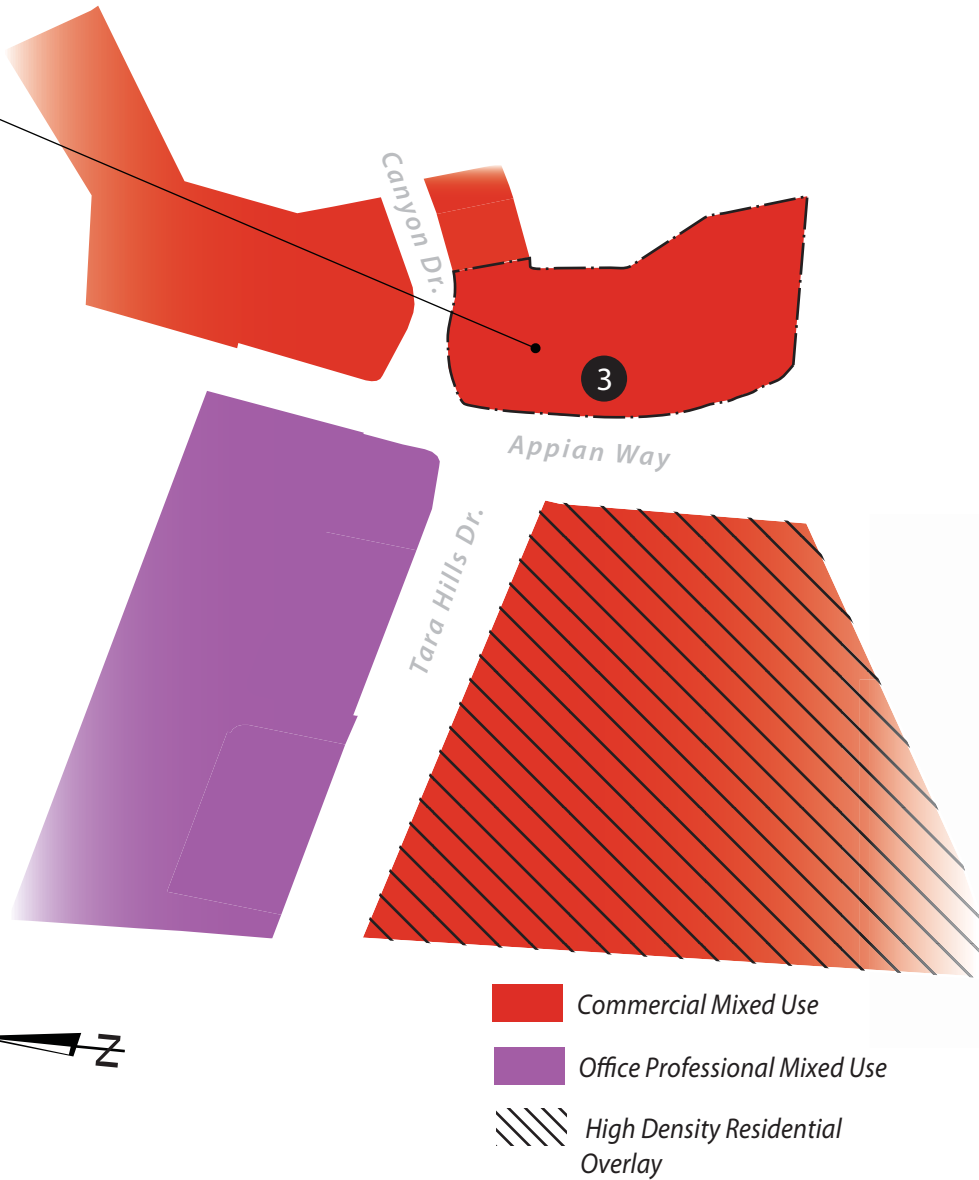 Canyon Dr.
3
Appian Way
Tara Hills Dr.
Commercial Mixed Use
Office Professional Mixed Use
High Density Residential
Overlay
N